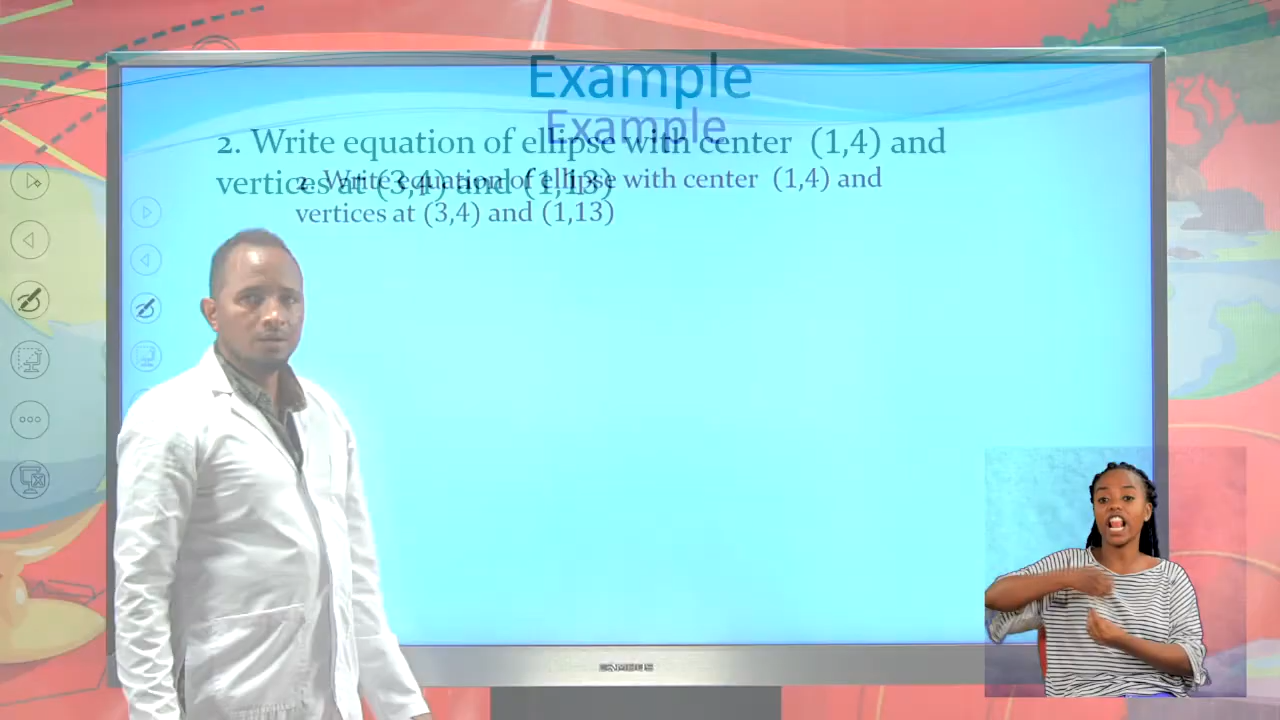 Example
2. Write equation of ellipse with center (1,4) and
vertices at (3,4) and (1,13)
Example
2. Write equation of ellipse with center (1,4) and
vertices at (3,4) and (1,13)